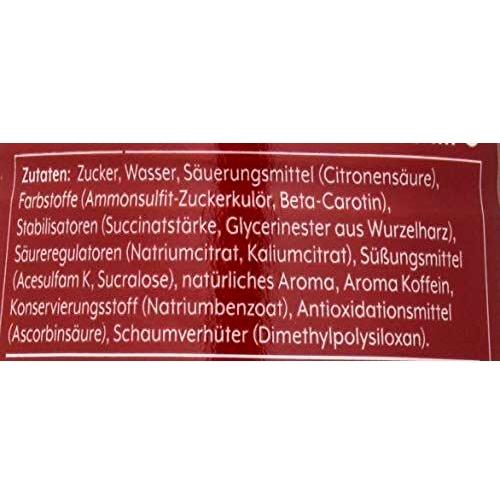 Zutaten: Zucker, Wasser, Säuerungsmittel (Citronensäure),
Farbstoffe (Ammonsulfit-Zuckerkulör, Beta-Carotin),
Stabilisatoren (Succinatstärke, Glycerinester aus Wurzelharz),
Säureregulatoren (Natriumcitrat, Kaliumcitrat), Süßungsmittel
(Acesulfam K, Sucralose), natürliches Aroma, Aroma Koffein,
Konservierungsstoff (Natriumbenzoat), Antioxidationsmittel
(Ascorbinsäure), Schaumverhüter (Dimethylpolysiloxan).